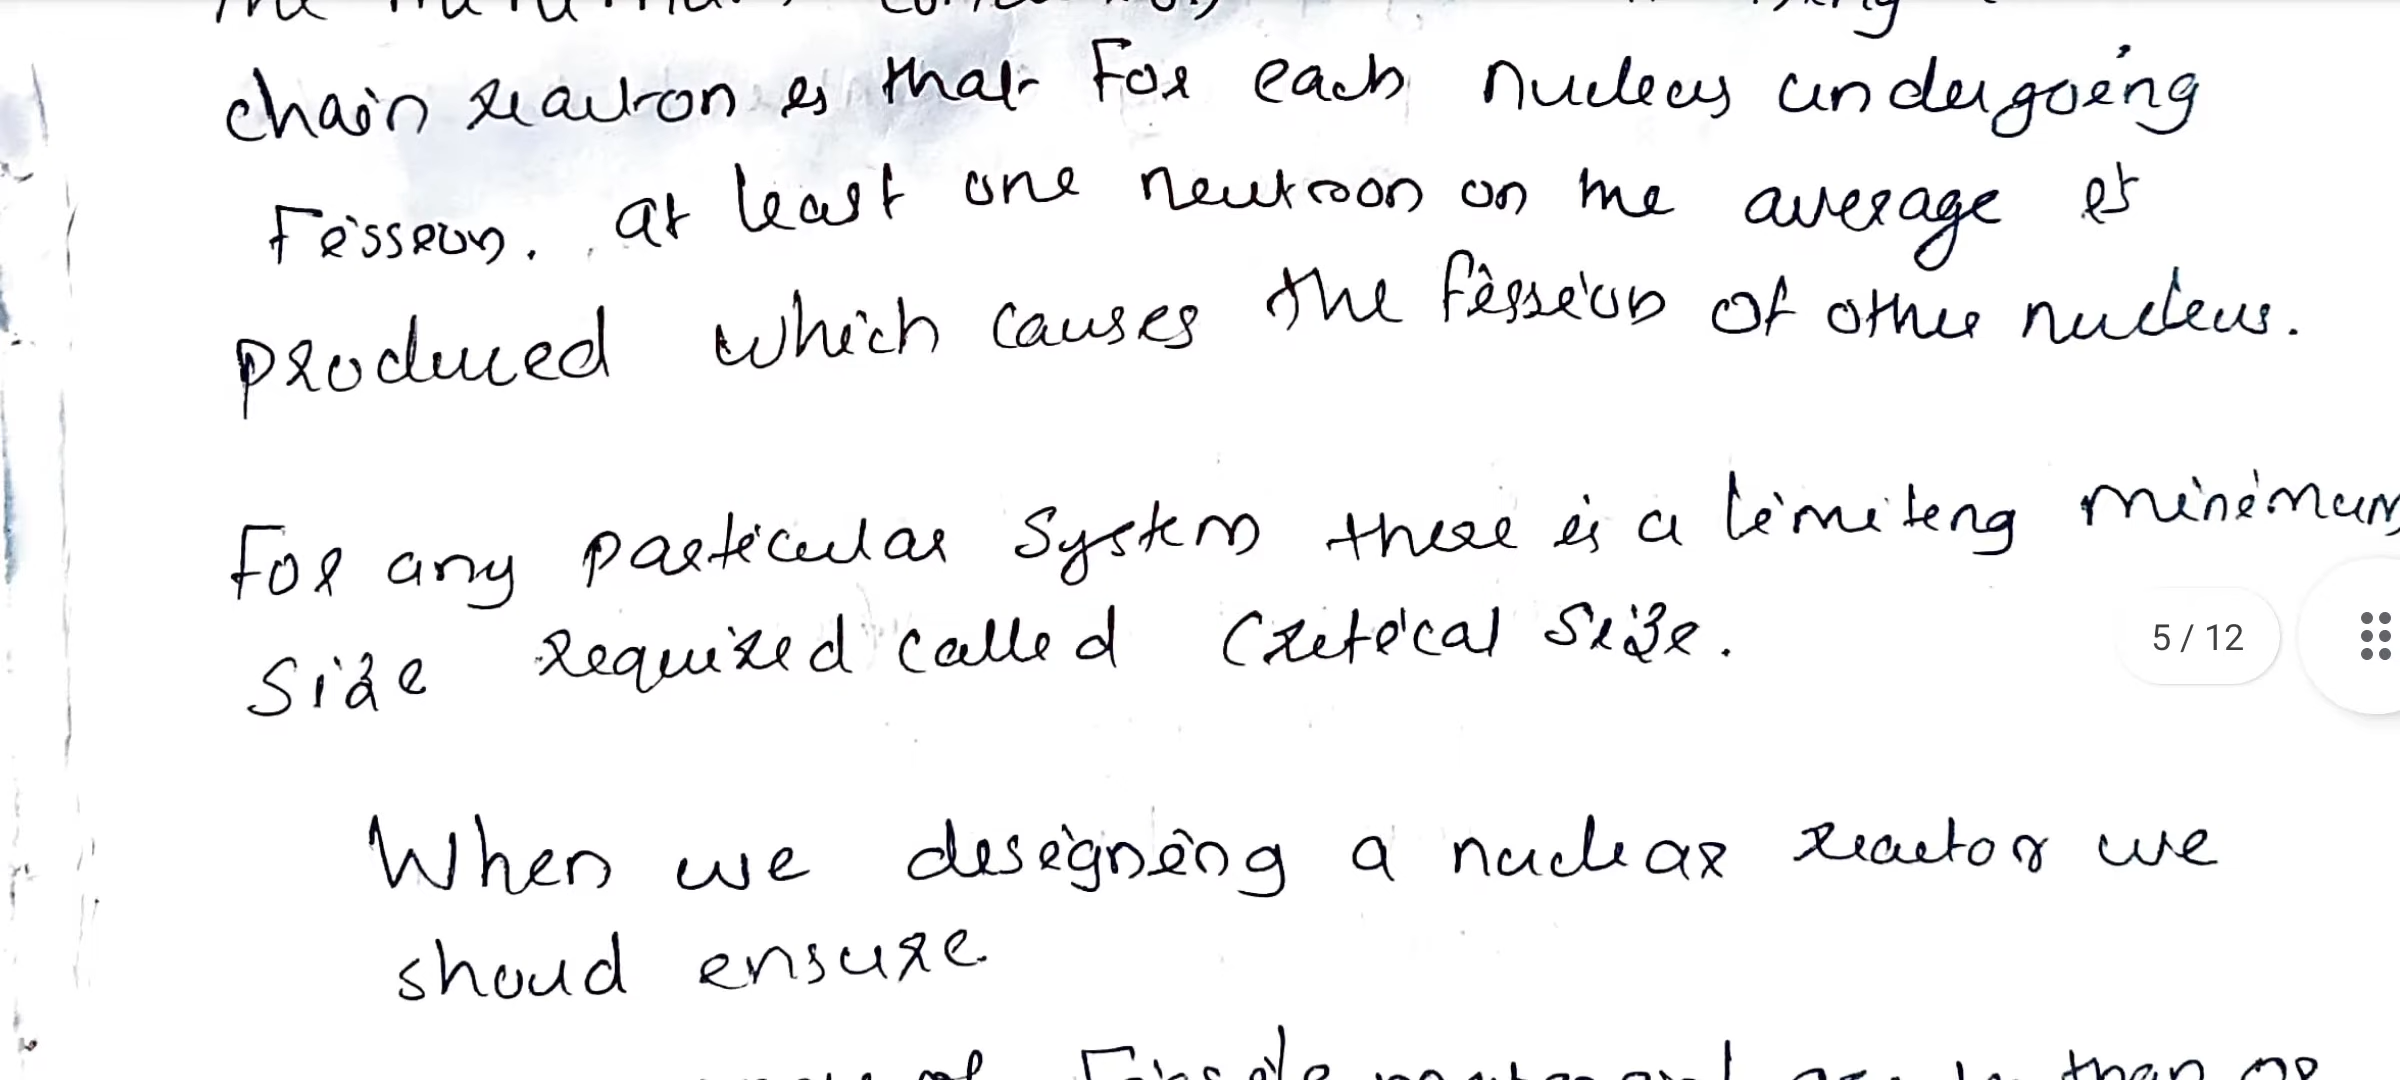 chain reaction is that For each nucleus undergoing
Fission. at least one neutron on the average is
produced which causes the fission of other nucleus.
For any particular System there is a limiting minimum
Size required called Critical Size.
5 / 12
When we designing a nuclear reactor we
shoud ensure